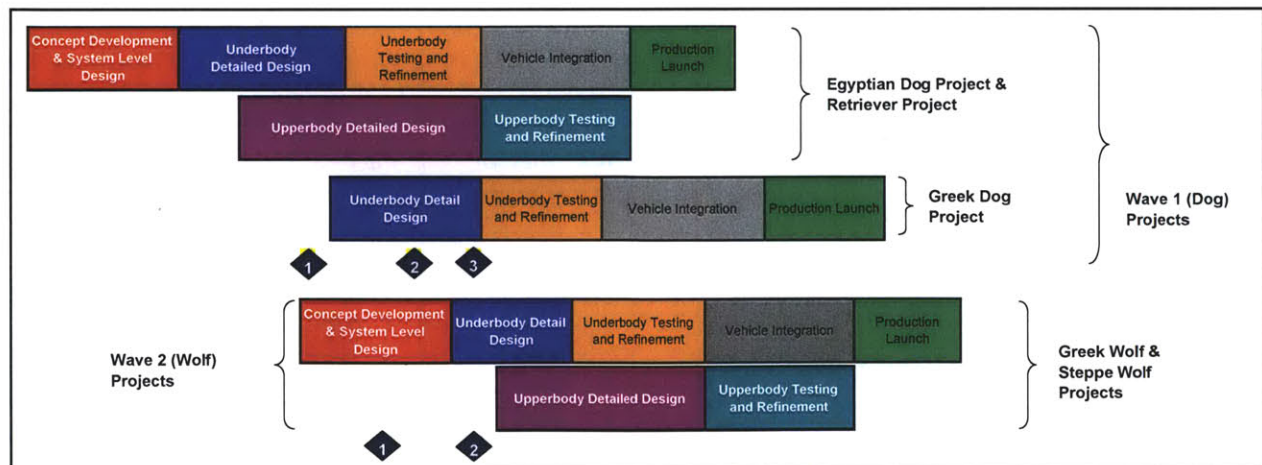 Concept Development
& System Level
Design
Underbody
Detailed Design
Underbody
Testing and
Refinement
Vehicle Integration
Production
Launch
Upperbody Detailed Design
Upperbody Testing
and Refinement
Egyptian Dog Project &
Retriever Project
Underbody Detail
Design
Underbody Testing
and Refinement
Vehicle Integration
Production Launch
Greek Dog
Project
Wave 1 (Dog)
Projects
1
2
3
Concept Development
& System Level
Design
Underbody Detail
Design
Underbody Testing
and Refinement
Vehicle Integration
Production
Launch
Wave 2 (Wolf)
Projects
Upperbody Detailed Design
Upperbody Testing
and Refinement
Greek Wolf &
Steppe Wolf
Projects
1
2